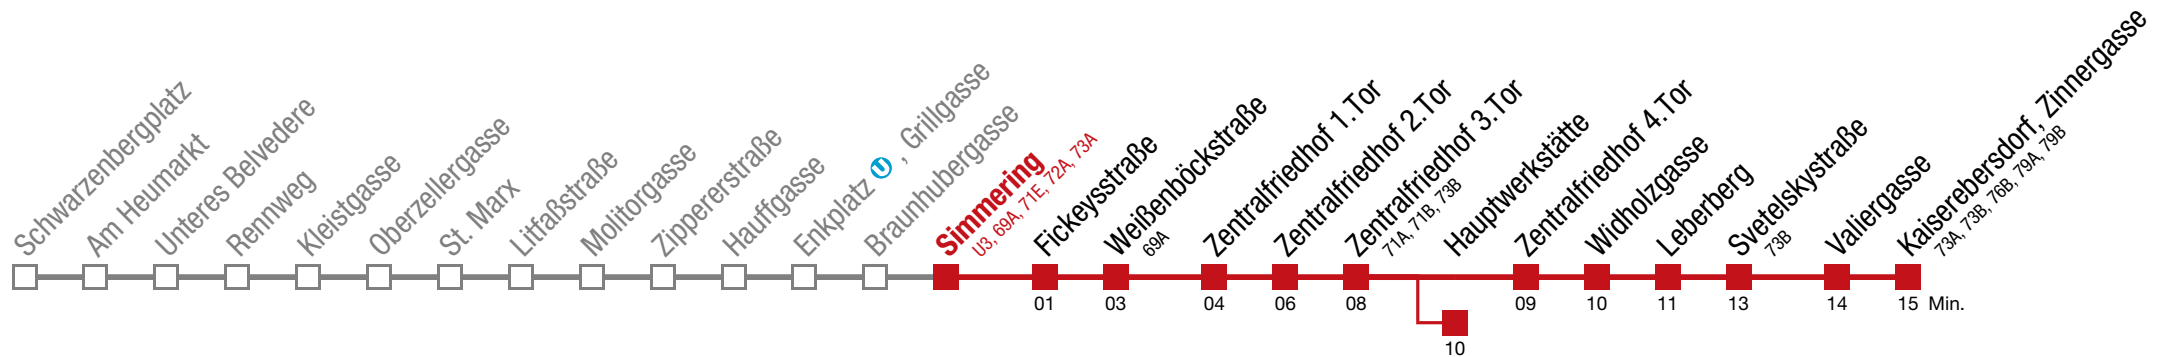 Schwarzenbergplatz
Am Heumarkt
Unteres Belvedere
Rennweg
Kleistgasse
Oberzellergasse
St. Marx
Litfaßstraße
Molitorgasse
Zippererstraße
Hauffgasse
Enkplatz U, Grillgasse
Braunhubergasse
Simmering
U3, 69A, 71E, 72A, 73A
Fickeysstraße
Weißenböckstraße
69A
Zentralfriedhof 1.Tor
Zentralfriedhof 2.Tor
Zentralfriedhof 3.Tor
71A, 71B, 73B
Hauptwerkstätte
Zentralfriedhof 4.Tor
Widholzgasse
Leberberg
Svetelskystraße
73B
Valiergasse
Kaiserebersdorf, Zinnergasse
73A, 73B, 76B, 79A, 79B
01 03 04 06 08 09 10 11 13 14 15 Min.
10